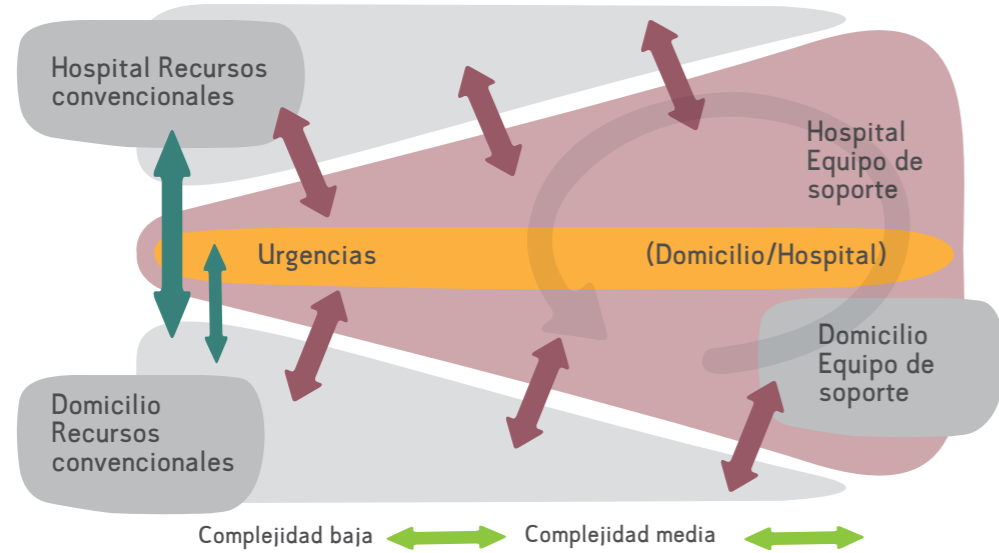 Hospital Recursos
convencionales
Hospital
Equipo de
soporte
Urgencias
(Domicilio/Hospital)
Domicilio
Equipo de
soporte
Domicilio
Recursos
convencionales
Complejidad baja
Complejidad media